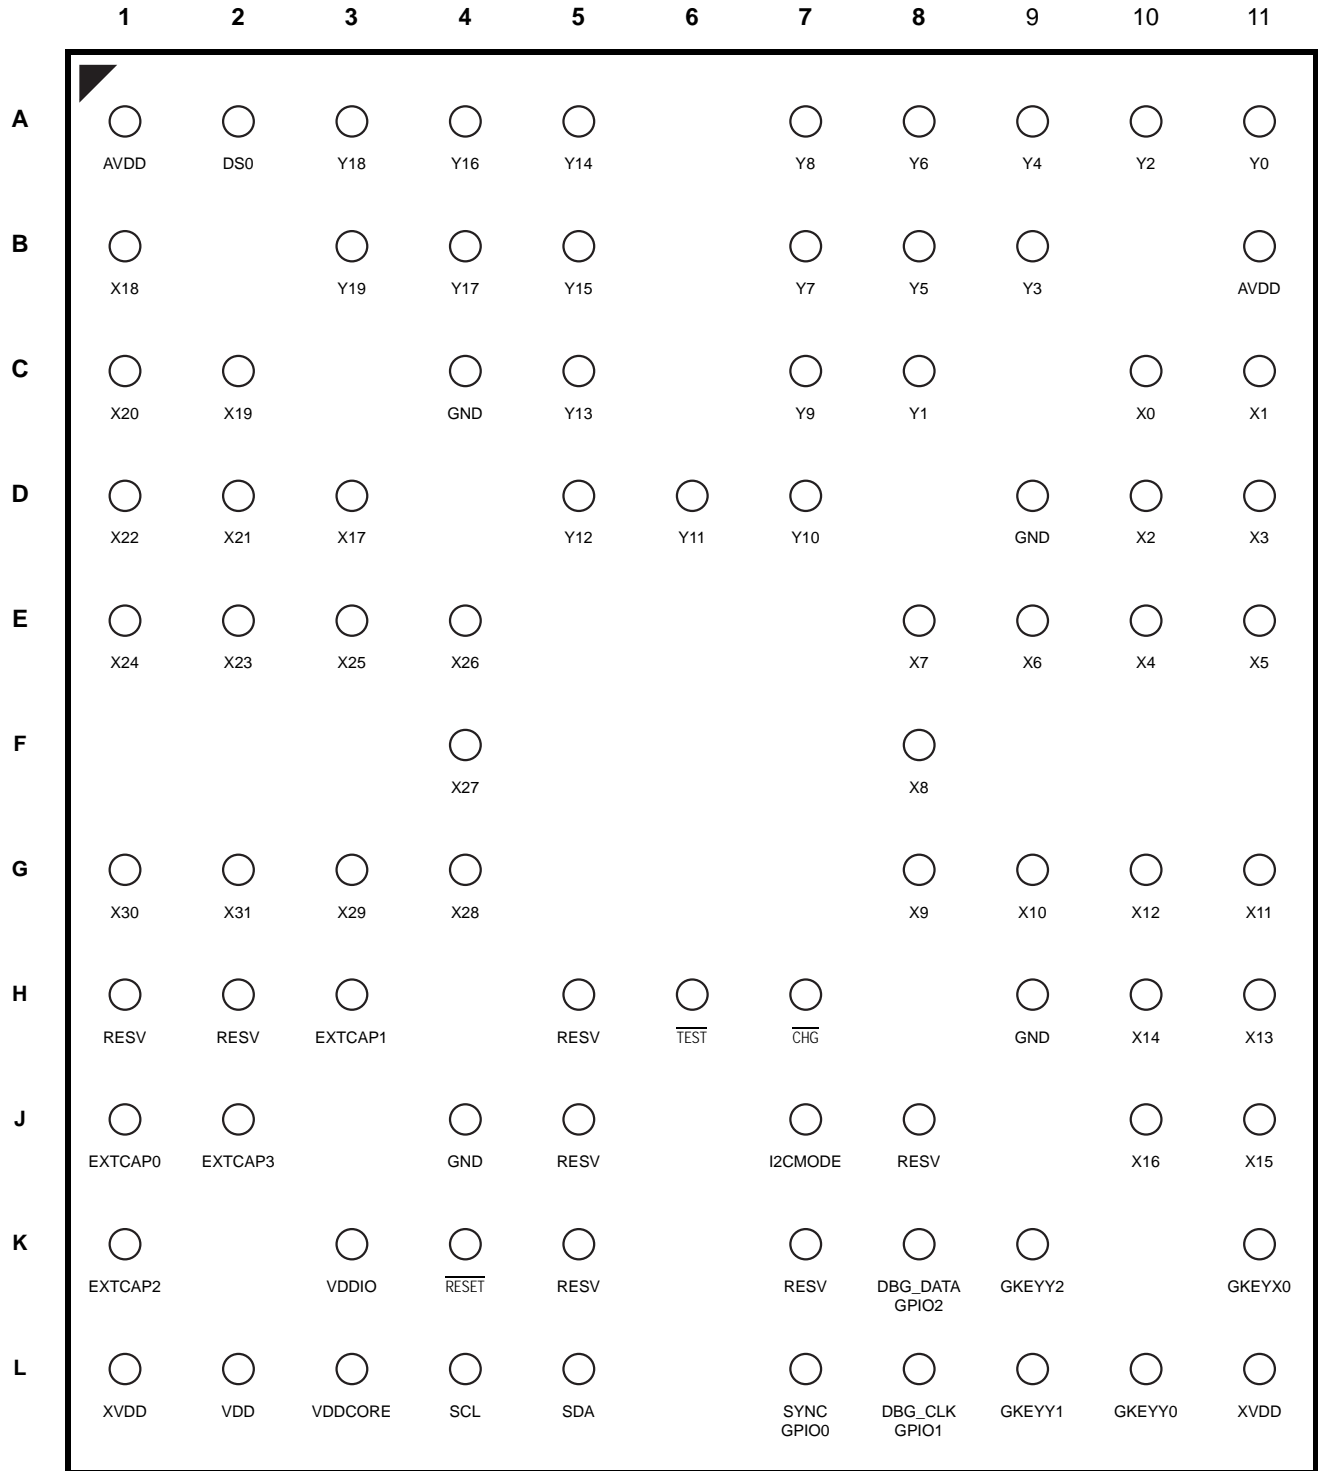 1 2 3 4 5 6 7 8 9 10 11
A
AVDD DS0 Y18 Y16 Y14 Y8 Y6 Y4 Y2 Y0
B
X18 Y19 Y17 Y15 Y7 Y5 Y3 AVDD
C
X20 X19 GND Y13 Y9 Y1 X0 X1
D
X22 X21 X17 Y12 Y11 Y10 GND X2 X3
E
X24 X23 X25 X26 X7 X6 X4 X5
F
X27 X8
G
X30 X31 X29 X28 X9 X10 X12 X11
H
RESV RESV EXTCAP1 RESV TEST CHG GND X14 X13
J
EXTCAP0 EXTCAP3 GND RESV I2CMODE RESV X16 X15
K
EXTCAP2 VDDIO RESET RESV RESV DBG_DATA GKEYY2 GKEYX0
GPIO2
L
XVDD VDD VDDCORE SCL SDA SYNC DBG_CLK GKEYY1 GKEYY0 XVDD
GPIO0 GPIO1